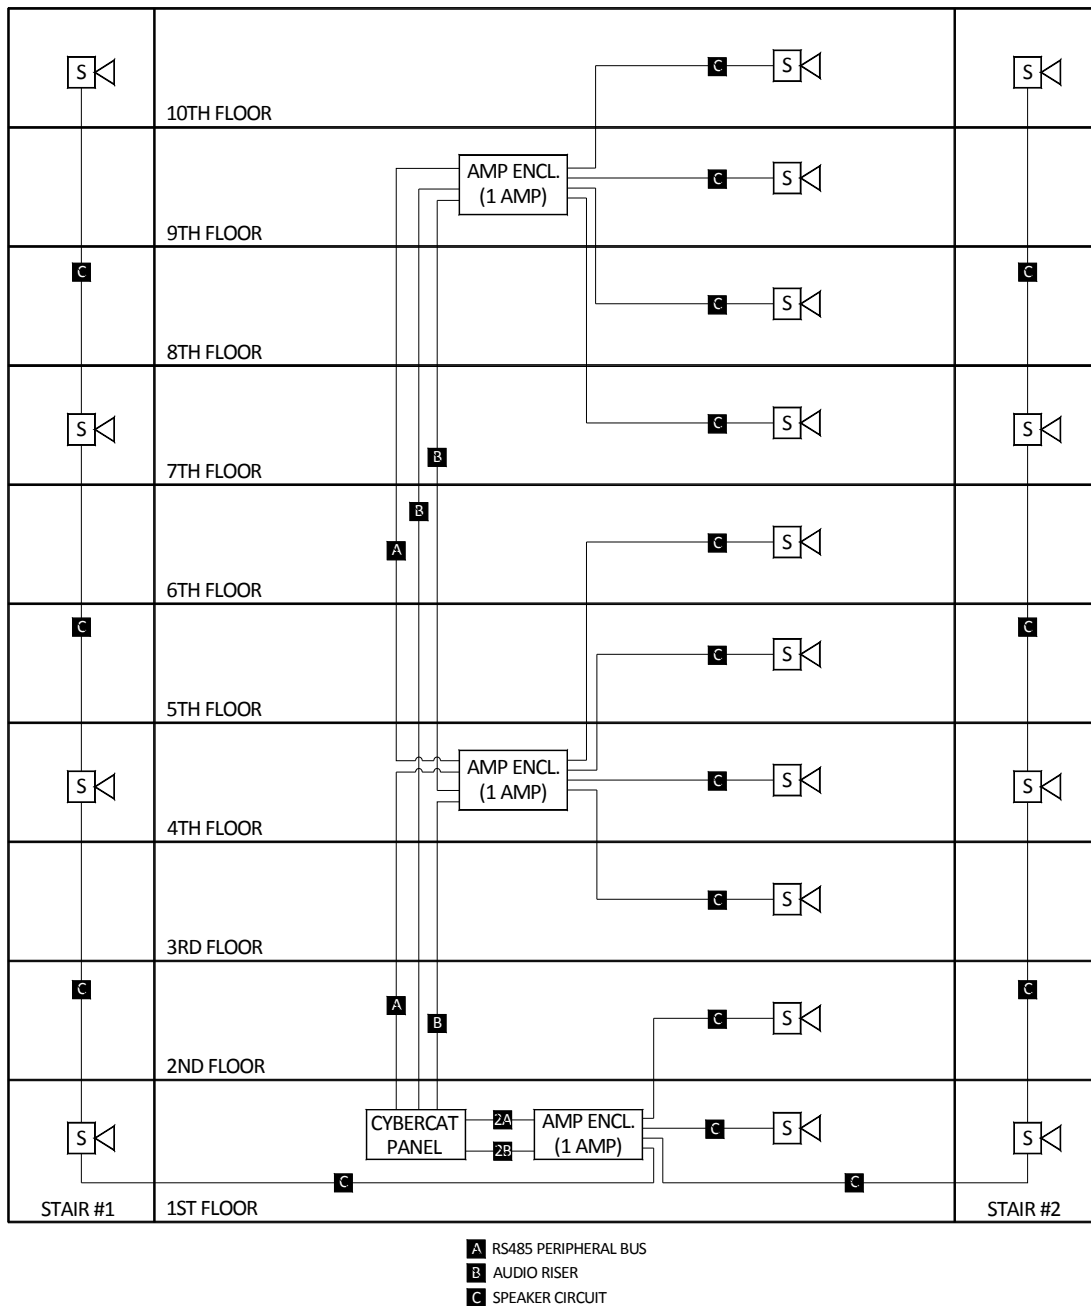 S
C
S
S
10TH FLOOR
AMP ENCL.
(1 AMP)
C
S
9TH FLOOR
C
C
C
S
8TH FLOOR
S
C
S
S
B
7TH FLOOR
B
A
C
S
6TH FLOOR
C
C
C
S
5TH FLOOR
AMP ENCL.
(1 AMP)
S
C
S
S
4TH FLOOR
C
S
3RD FLOOR
C
C
A
B
C
S
2ND FLOOR
CYBERCAT
PANEL
2A
2B
AMP ENCL.
(1 AMP)
S
C
S
S
C
C
STAIR #1
1ST FLOOR
STAIR #2
A RS485 PERIPHERAL BUS
B AUDIO RISER
C SPEAKER CIRCUIT